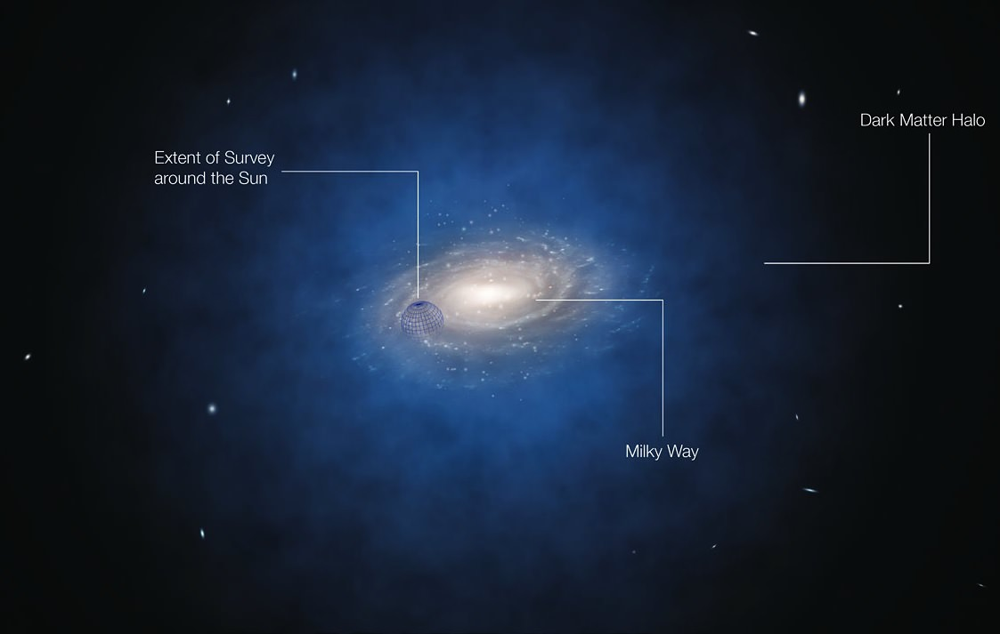 Dark Matter Halo
Extent of Survey
around the Sun
Milky Way